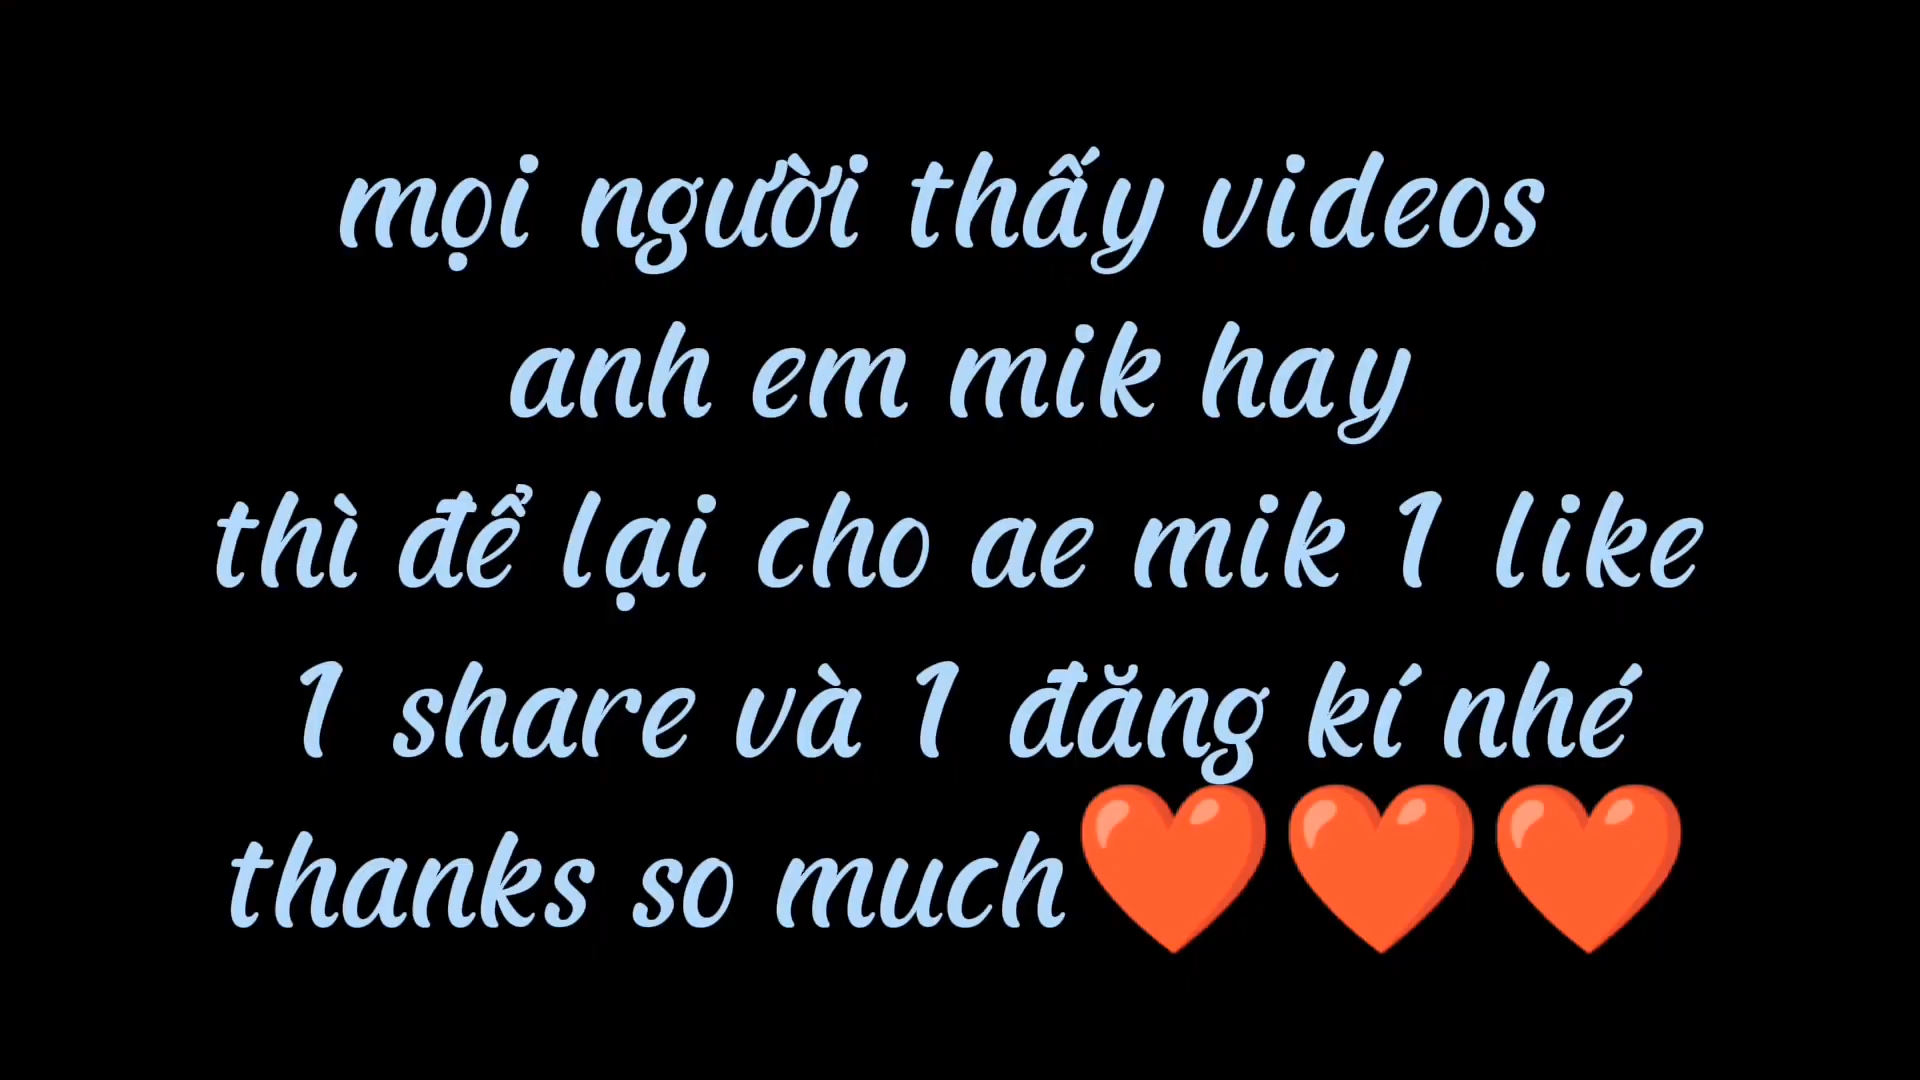 mọi người thấy videos
anh em mik hay
thì để lại cho ae mik 1 like
1 share và 1 đăng kí nhé
thanks so much❤️❤️❤️